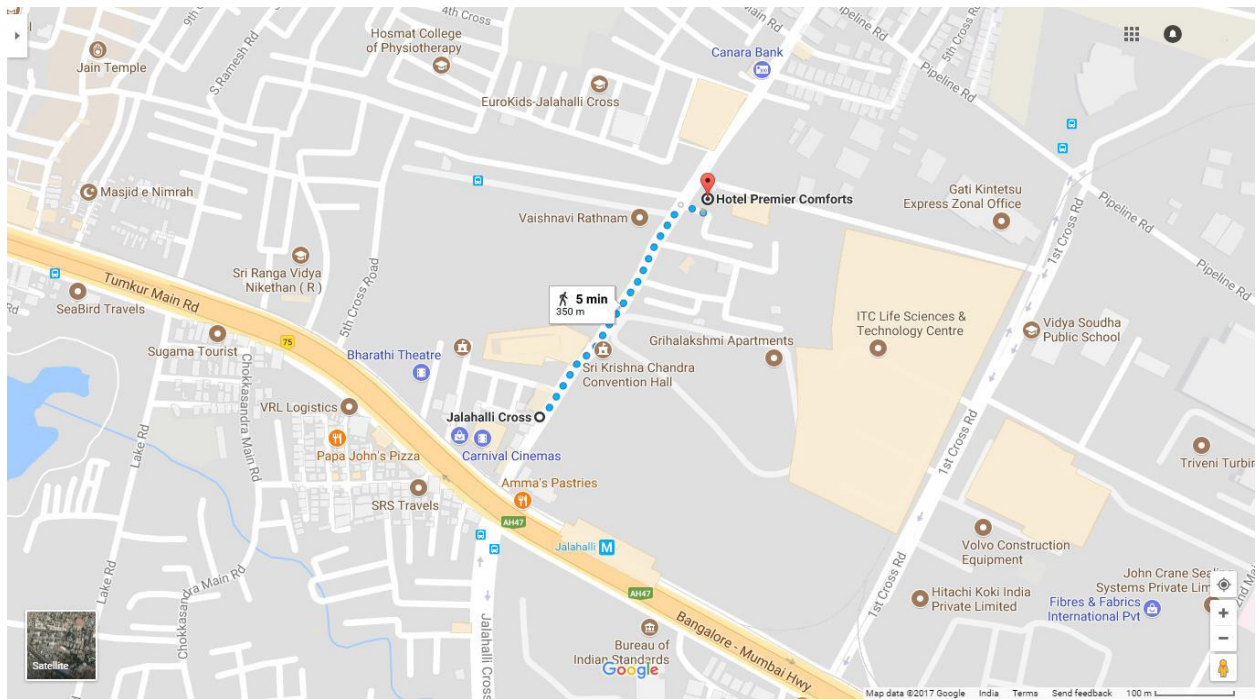 4th Cross
9th Cross
Hosmat College
of Physiotherapy
Jain Temple
S.Ramesh Rd
Canara Bank
EuroKids-Jalahalli Cross
5th Cross
Pipeline Rd
Masjid e Nimrah
Hotel Premier Comforts
Gati Kintetsu
Express Zonal Office
Vaishnavi Rathnam
Pipeline Rd
1st Cross Rd
Sri Ranga Vidya
Nikethan ( R )
5th Cross Road
Pipeline Rd
Tumkur Main Rd
SeaBird Travels
Rd
5 min
350 m
ITC Life Sciences &
Technology Centre
Vidya Soudha
Public School
Sugama Tourist
75
Bharathi Theatre
Grihalakshmi Apartments
Sri Krishna Chandra
Convention Hall
Chokkasandra Main Rd
VRL Logistics
Jalahalli Cross
Lake Rd
Papa John's Pizza
Carnival Cinemas
1st Cross Rd
Triveni Turbin
Amma's Pastries
SRS Travels
AH47
Jalahalli
M
Volvo Construction
Equipment
Chokkasandra Main Rd
Lake Rd
1st Cross Rd
John Crane Sealing
Systems Private Lim
2nd Mai
Hitachi Koki India
Private Limited
Fibres & Fabrics
International Pvt
AH47
Bangalore - Mumbai Hwy
Jalahalli Cross
Bureau of
Indian Standards
Satellite
Google
Map data ©2017 Google India Terms Send feedback 100 m